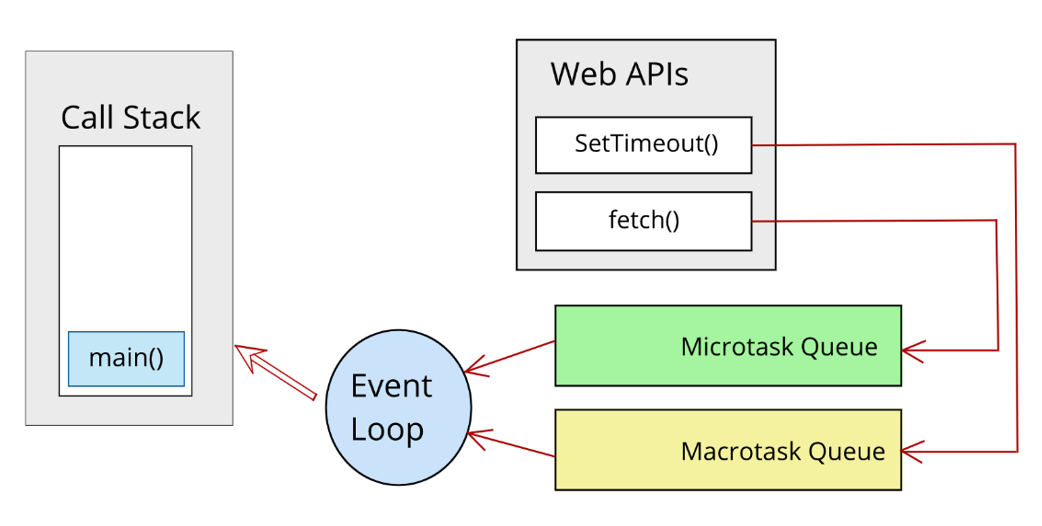 Call Stack
main()
Web APIs
SetTimeout()
fetch()
Event
Loop
Microtask Queue
Macrotask Queue